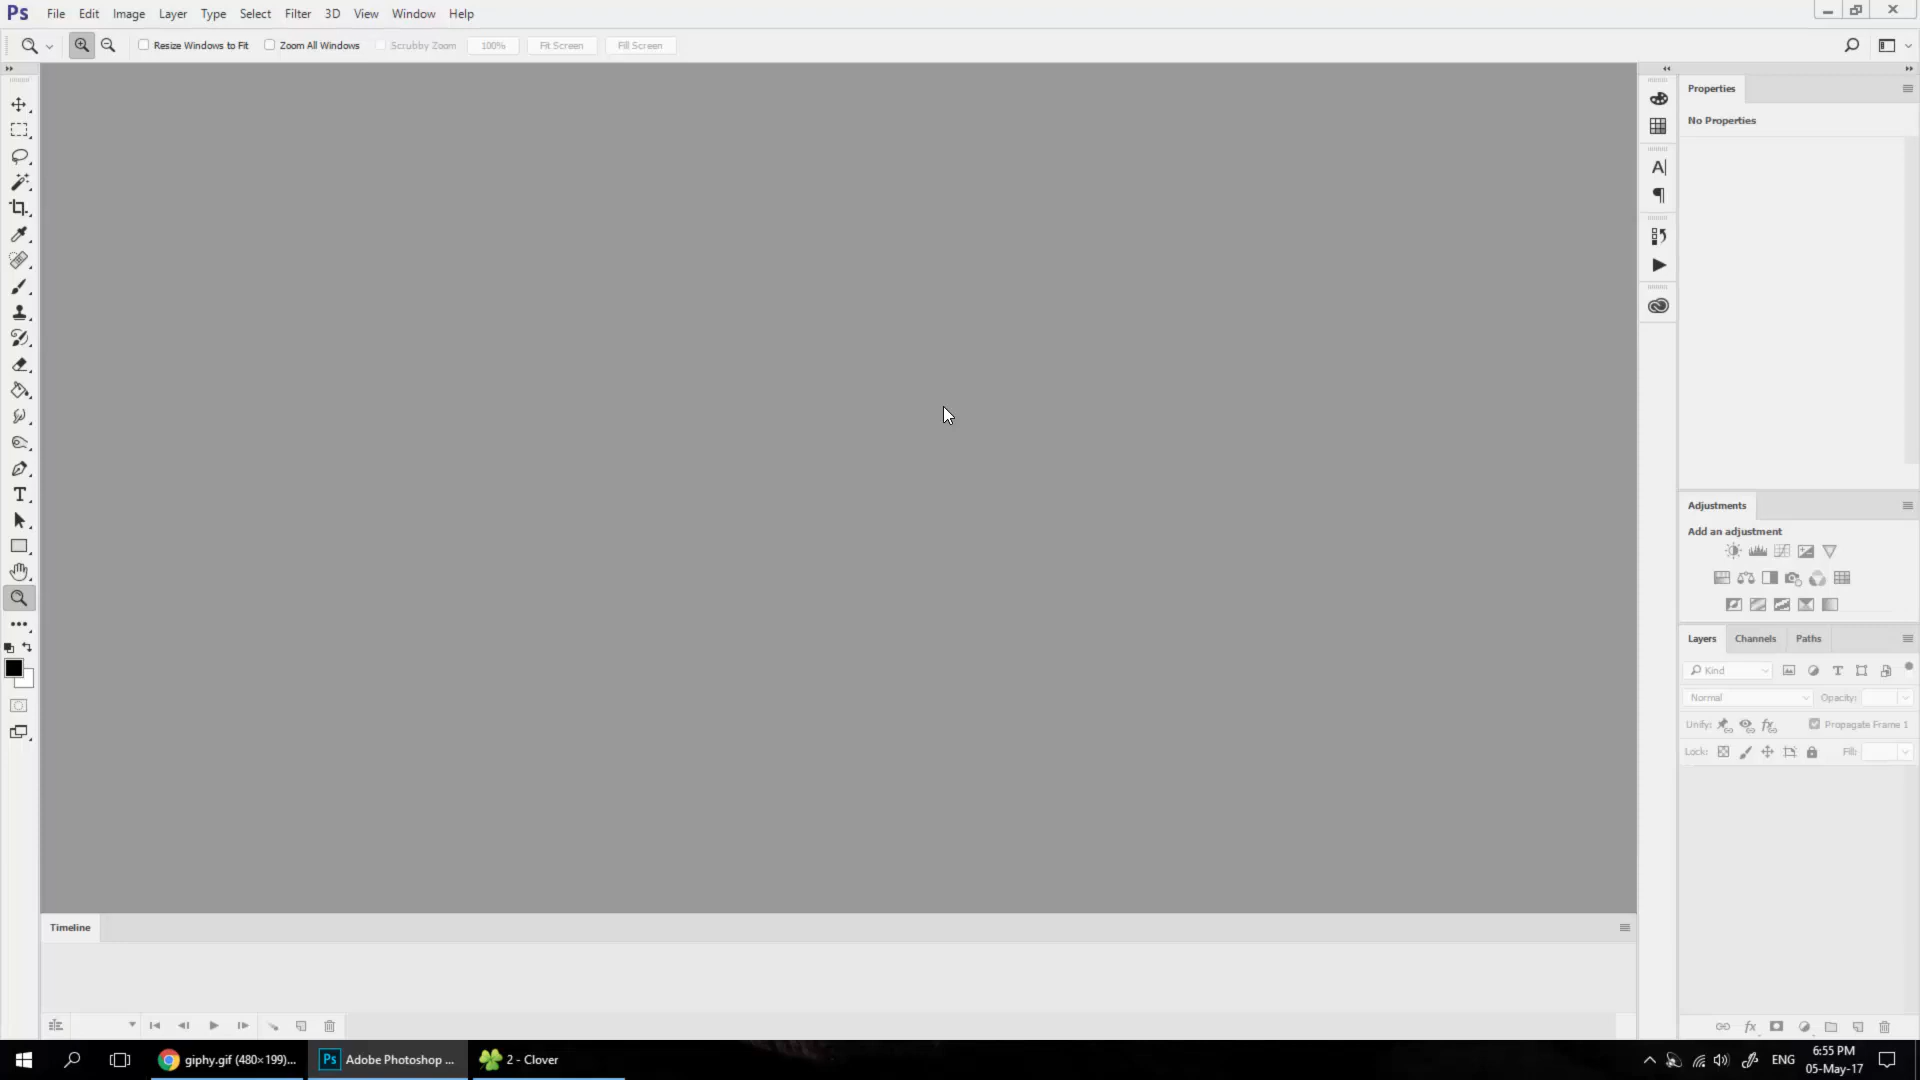 Ps File Edit Image Layer Type Select Filter 3D View Window Help
Resize Windows to Fit Zoom All Windows Scrubby Zoom 100% Fit Screen Fill Screen
Properties
No Properties
Adjustments
Add an adjustment
Layers Channels Paths
Kind
Normal Opacity:
Unify: Propagate Frame 1
Lock: Fill:
Timeline
giphy.gif (480×199)... Ps Adobe Photoshop ... 2 - Clover ENG 6:55 PM
05-May-17